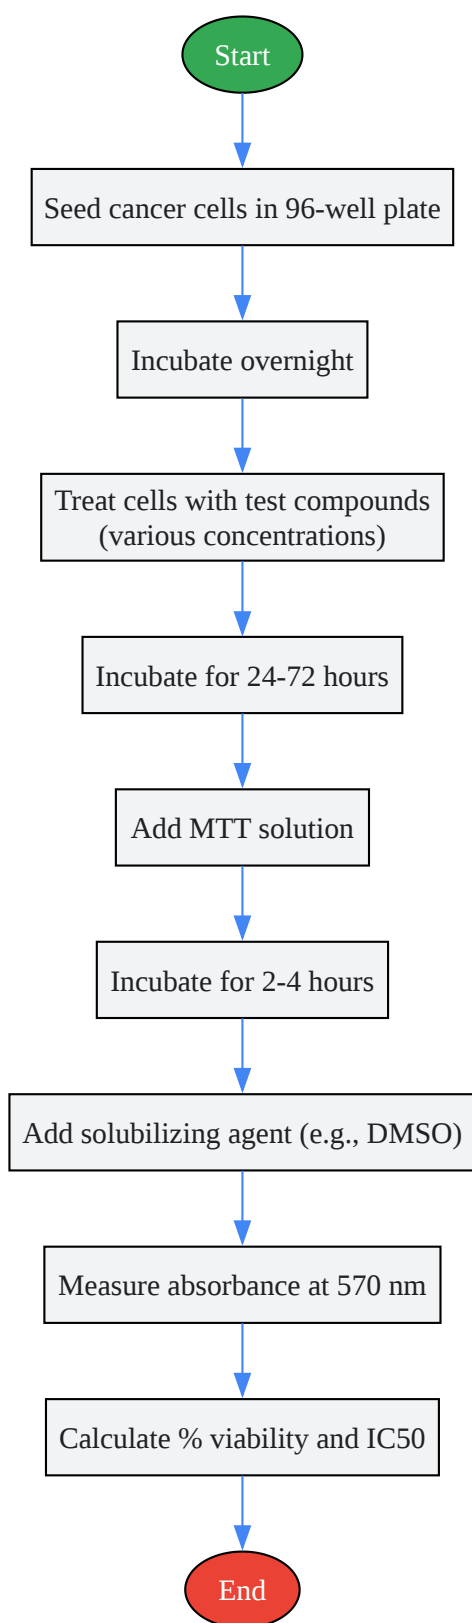 Start
Seed cancer cells in 96-well plate
Incubate overnight
Treat cells with test compounds
(various concentrations)
Incubate for 24-72 hours
Add MTT solution
Incubate for 2-4 hours
Add solubilizing agent (e.g., DMSO)
Measure absorbance at 570 nm
Calculate % viability and IC50
End